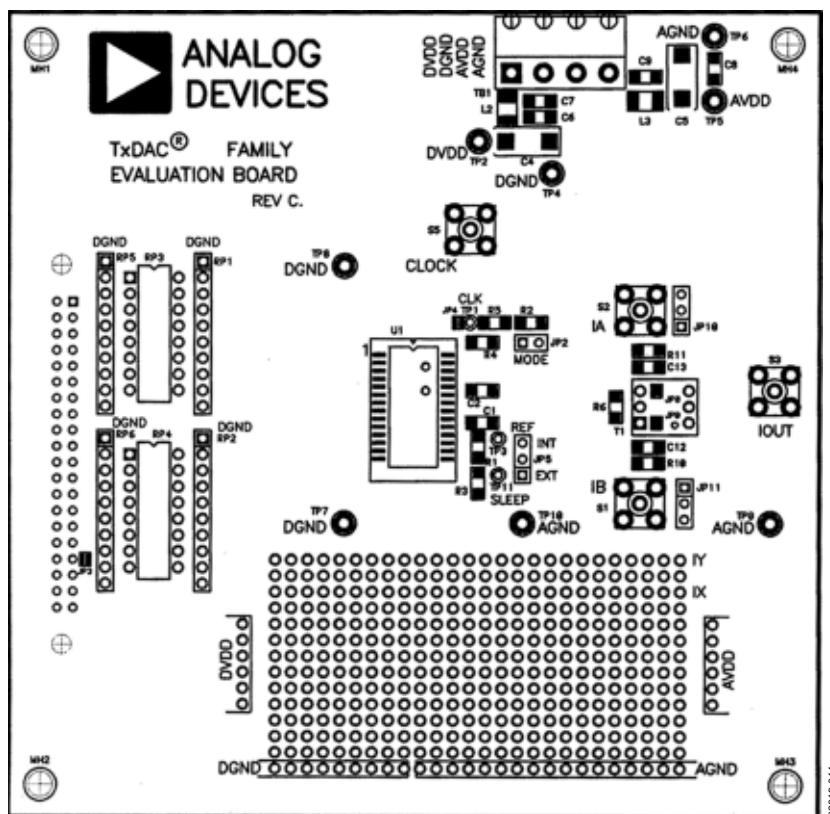 MH1
ANALOG
DEVICES
TxDAC® FAMILY
EVALUATION BOARD
REV C.
DVDD
DGND
AVDD
AGND
TB1
L2
C7
C6
C9
L3
AGND
TP6
C8
C5
TP5
AVDD
MH4
DVDD
TP2
C4
DGND
TP4
S5
CLOCK
DGND
RP5
RP3
DGND
RP1
TP8
DGND
CLK
JP4
TP1
R5
R2
U1
1
R4
JP2
MODE
S2
IA
JP10
R11
C13
S3
IOUT
C2
C1
R6
JP8
JP9
T1
DGND
RP6
RP4
DGND
RP2
REF
TP3
INT
R1
JP5
R3
TP11
EXT
SLEEP
C12
R10
IB
S1
JP11
TP7
DGND
TP10
AGND
TP9
AGND
JP3
IY
IX
DVDD
AVDD
MH2
DGND
AGND
MH3